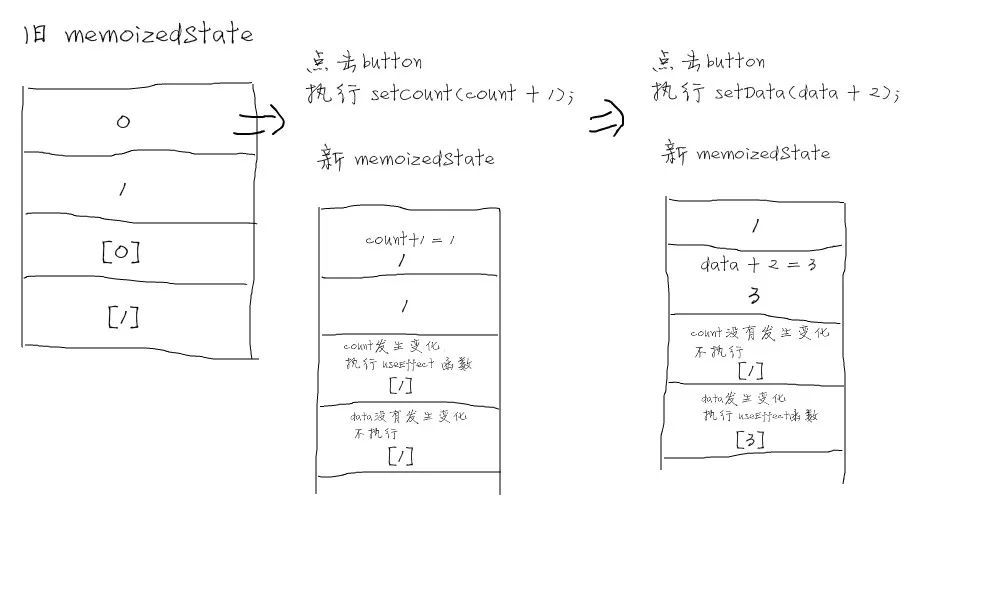 旧 memoizedState
0
1
[0]
[1]
点击button
执行 setCount(count + 1);
新 memoizedState
count+1 = 1
1
1
count发生变化
执行 useEffect 函数
[1]
data没有发生变化
不执行
[1]
点击button
执行 setData(data + 2);
新 memoizedState
1
data + 2 = 3
3
count没有发生变化
不执行
[1]
data发生变化
执行 useEffect函数
[3]